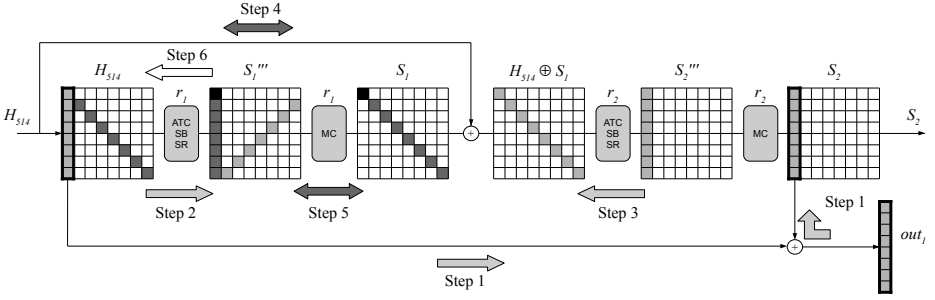 Step 4
Step 6
H514
S1'''
S1
H514 ⊕ S1
S2'''
S2
r1
r1
r2
r2
H514
ATC
SB
SR
MC
+
ATC
SB
SR
MC
S2
Step 2
Step 5
Step 3
Step 1
+
out1
Step 1